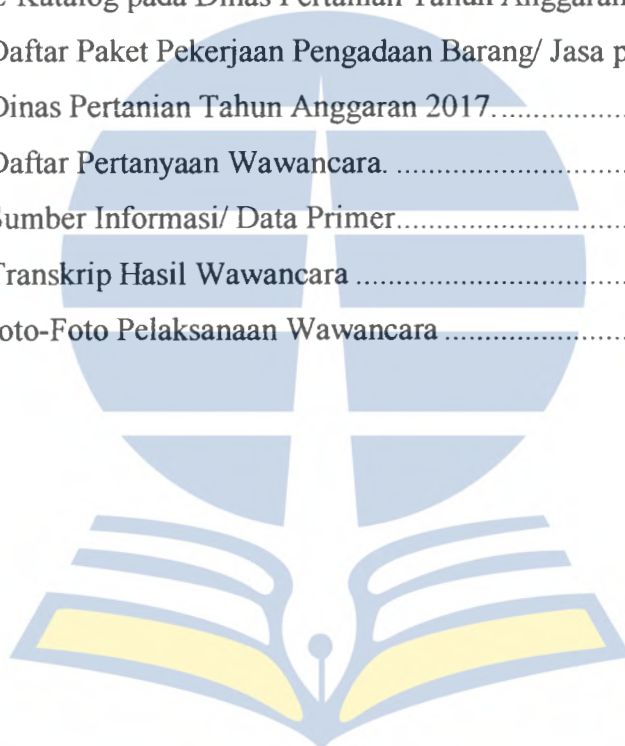 Katalog pada Dinas Pertanian Tahun Anggaran
Daftar Paket Pekerjaan Pengadaan Barang/ Jasa p
Dinas Pertanian Tahun Anggaran 2017......................
Daftar Pertanyaan Wawancara. ...............................
Sumber Informasi/ Data Primer...............................
Transkrip Hasil Wawancara ....................................
oto-Foto Pelaksanaan Wawancara ........................